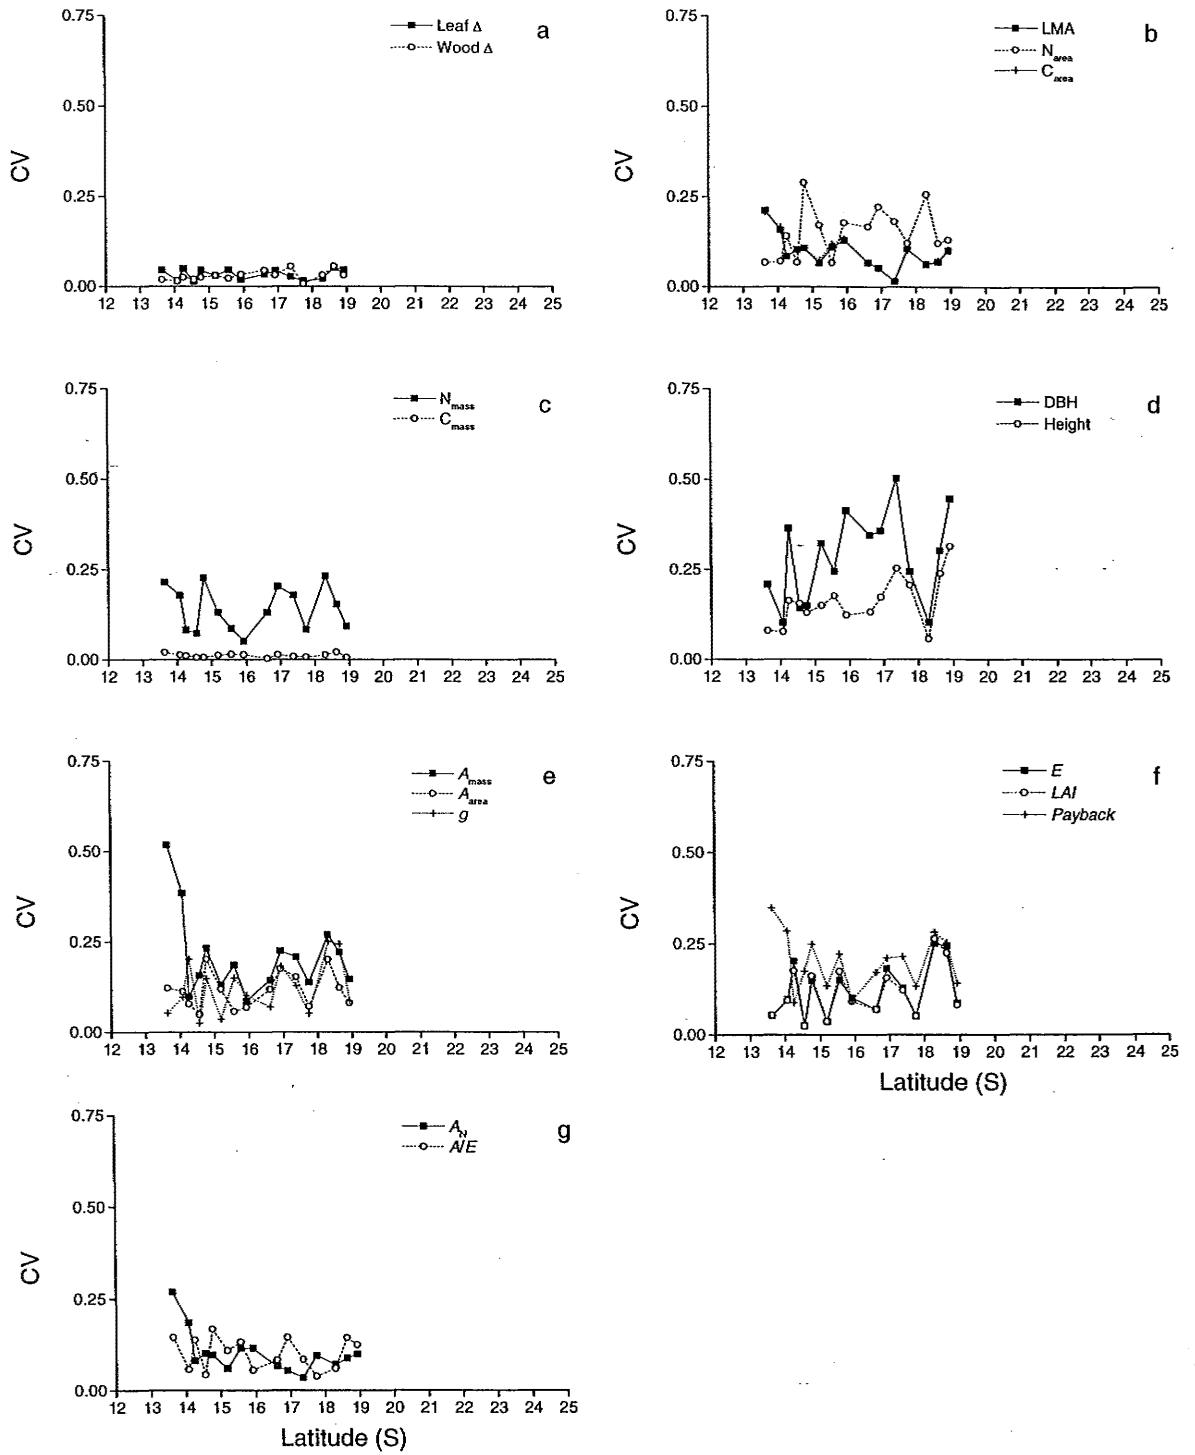 a
Leaf Δ
Wood Δ
CV
0.75
0.50
0.25
0.00
12 13 14 15 16 17 18 19 20 21 22 23 24 25
b
LMA
N area
C area
CV
0.75
0.50
0.25
0.00
12 13 14 15 16 17 18 19 20 21 22 23 24 25
c
N mass
C mass
CV
0.75
0.50
0.25
0.00
12 13 14 15 16 17 18 19 20 21 22 23 24 25
d
DBH
Height
CV
0.75
0.50
0.25
0.00
12 13 14 15 16 17 18 19 20 21 22 23 24 25
e
A mass
A area
g
CV
0.75
0.50
0.25
0.00
12 13 14 15 16 17 18 19 20 21 22 23 24 25
f
E
LAI
Payback
CV
0.75
0.50
0.25
0.00
12 13 14 15 16 17 18 19 20 21 22 23 24 25
Latitude (S)
g
A N
A/E
CV
0.75
0.50
0.25
0.00
12 13 14 15 16 17 18 19 20 21 22 23 24 25
Latitude (S)